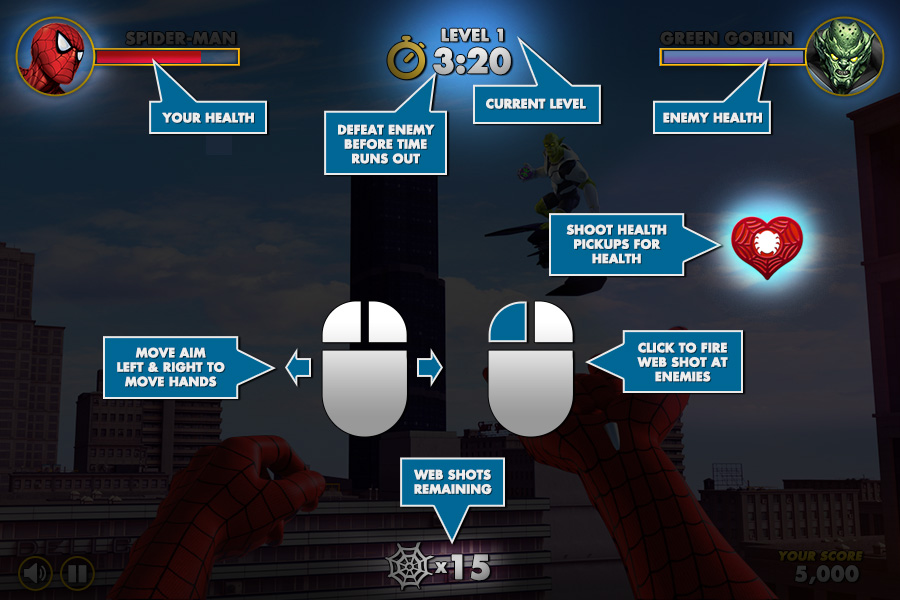 SPIDER-MAN
LEVEL 1
3:20
GREEN GOBLIN
YOUR HEALTH
DEFEAT ENEMY
BEFORE TIME
RUNS OUT
CURRENT LEVEL
ENEMY HEALTH
SHOOT HEALTH
PICKUPS FOR
HEALTH
MOVE AIM
LEFT & RIGHT TO
MOVE HANDS
CLICK TO FIRE
WEB SHOT AT
ENEMIES
WEB SHOTS
REMAINING
x15
YOUR SCORE
5,000